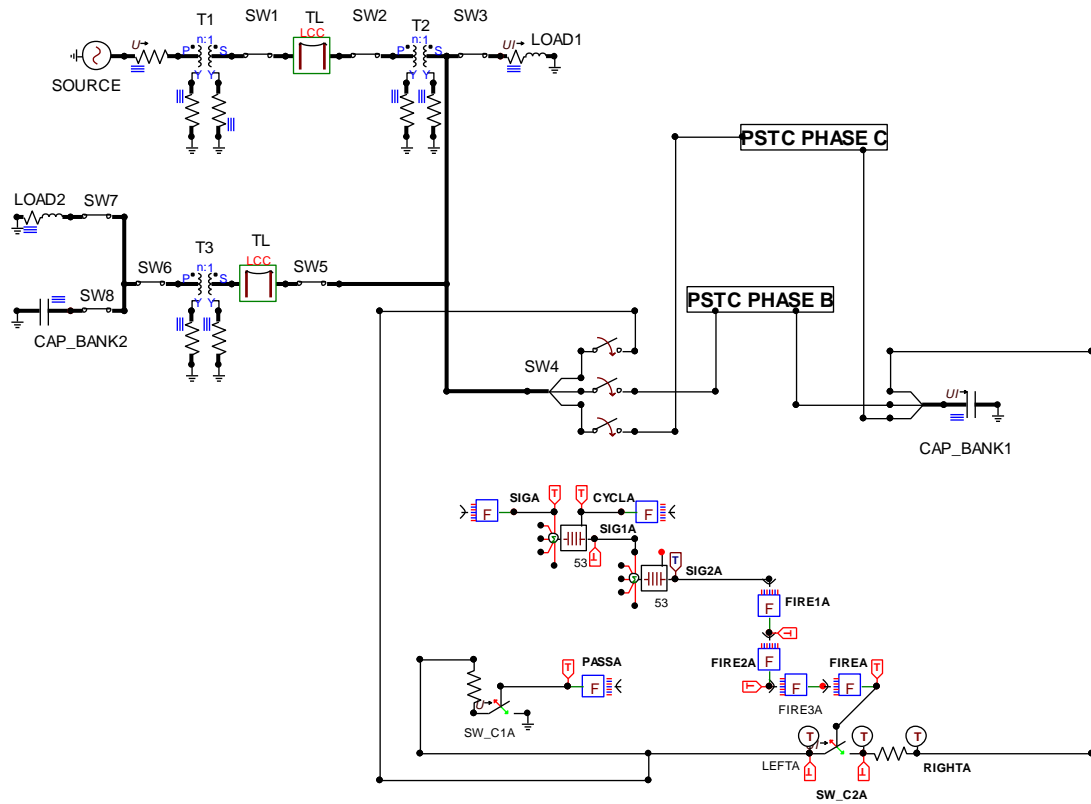 T1
SW1
TL
SW2
T2
SW3
LCC
U
n:1
P
S
Y
Y
n:1
P
S
Y
Y
UI
LOAD1
SOURCE
PSTC PHASE C
LOAD2
SW7
T3
TL
LCC
SW5
SW6
n:1
P
S
Y
Y
SW8
CAP_BANK2
PSTC PHASE B
SW4
UI
CAP_BANK1
F
SIGA
T
T
CYCLA
F
SIG1A
T
53
T
SIG2A
53
F
FIRE1A
T
FIRE2A
F
T
F
FIRE3A
FIREA
F
T
PASSA
T
F
U
SW_C1A
T
T
T
LEFTA
T
T
RIGHTA
SW_C2A